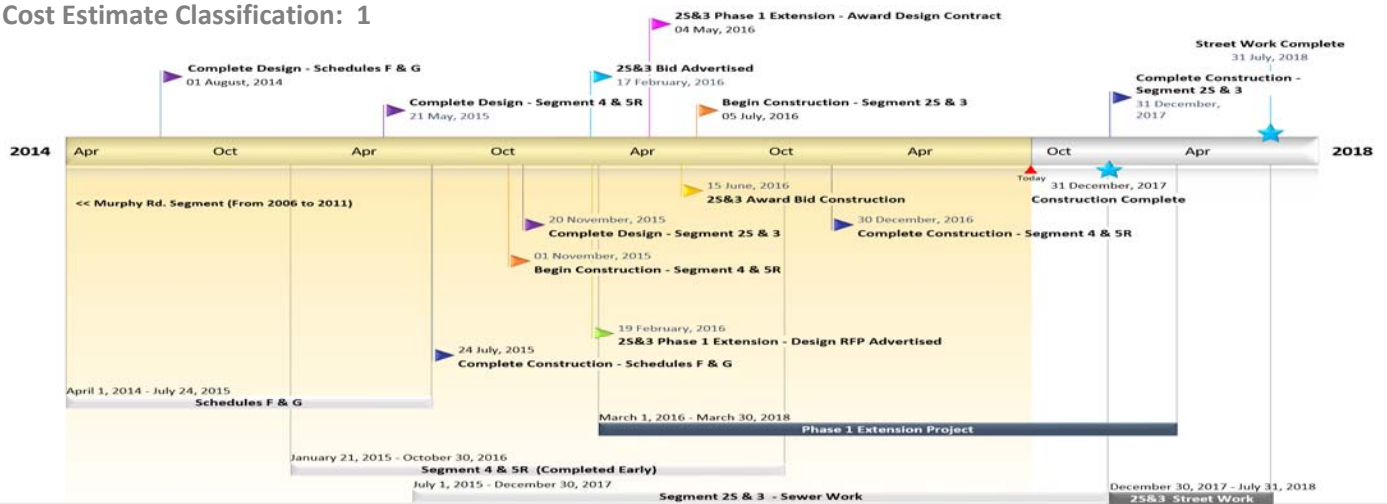 Cost Estimate Classification: 1
2S&3 Phase 1 Extension - Award Design Contract
04 May, 2016
Street Work Complete
31 July, 2018
Complete Design - Schedules F & G
01 August, 2014
2S&3 Bid Advertised
17 February, 2016
Complete Construction -
Segment 2S & 3
31 December,
2017
Complete Design - Segment 4 & 5R
21 May, 2015
Begin Construction - Segment 2S & 3
05 July, 2016
2014 Apr Oct Apr Oct Apr Oct Apr Oct Apr 2018
Today
15 June, 2016
2S&3 Award Bid Construction
31 December, 2017
Construction Complete
<< Murphy Rd. Segment (From 2006 to 2011)
20 November, 2015
Complete Design - Segment 2S & 3
30 December, 2016
Complete Construction - Segment 4 & 5R
01 November, 2015
Begin Construction - Segment 4 & 5R
19 February, 2016
2S&3 Phase 1 Extension - Design RFP Advertised
24 July, 2015
Complete Construction - Schedules F & G
April 1, 2014 - July 24, 2015
Schedules F & G
March 1, 2016 - March 30, 2018
Phase 1 Extension Project
January 21, 2015 - October 30, 2016
Segment 4 & 5R (Completed Early)
July 1, 2015 - December 30, 2017
Segment 2S & 3 - Sewer Work
December 30, 2017 - July 31, 2018
2S&3 Street Work